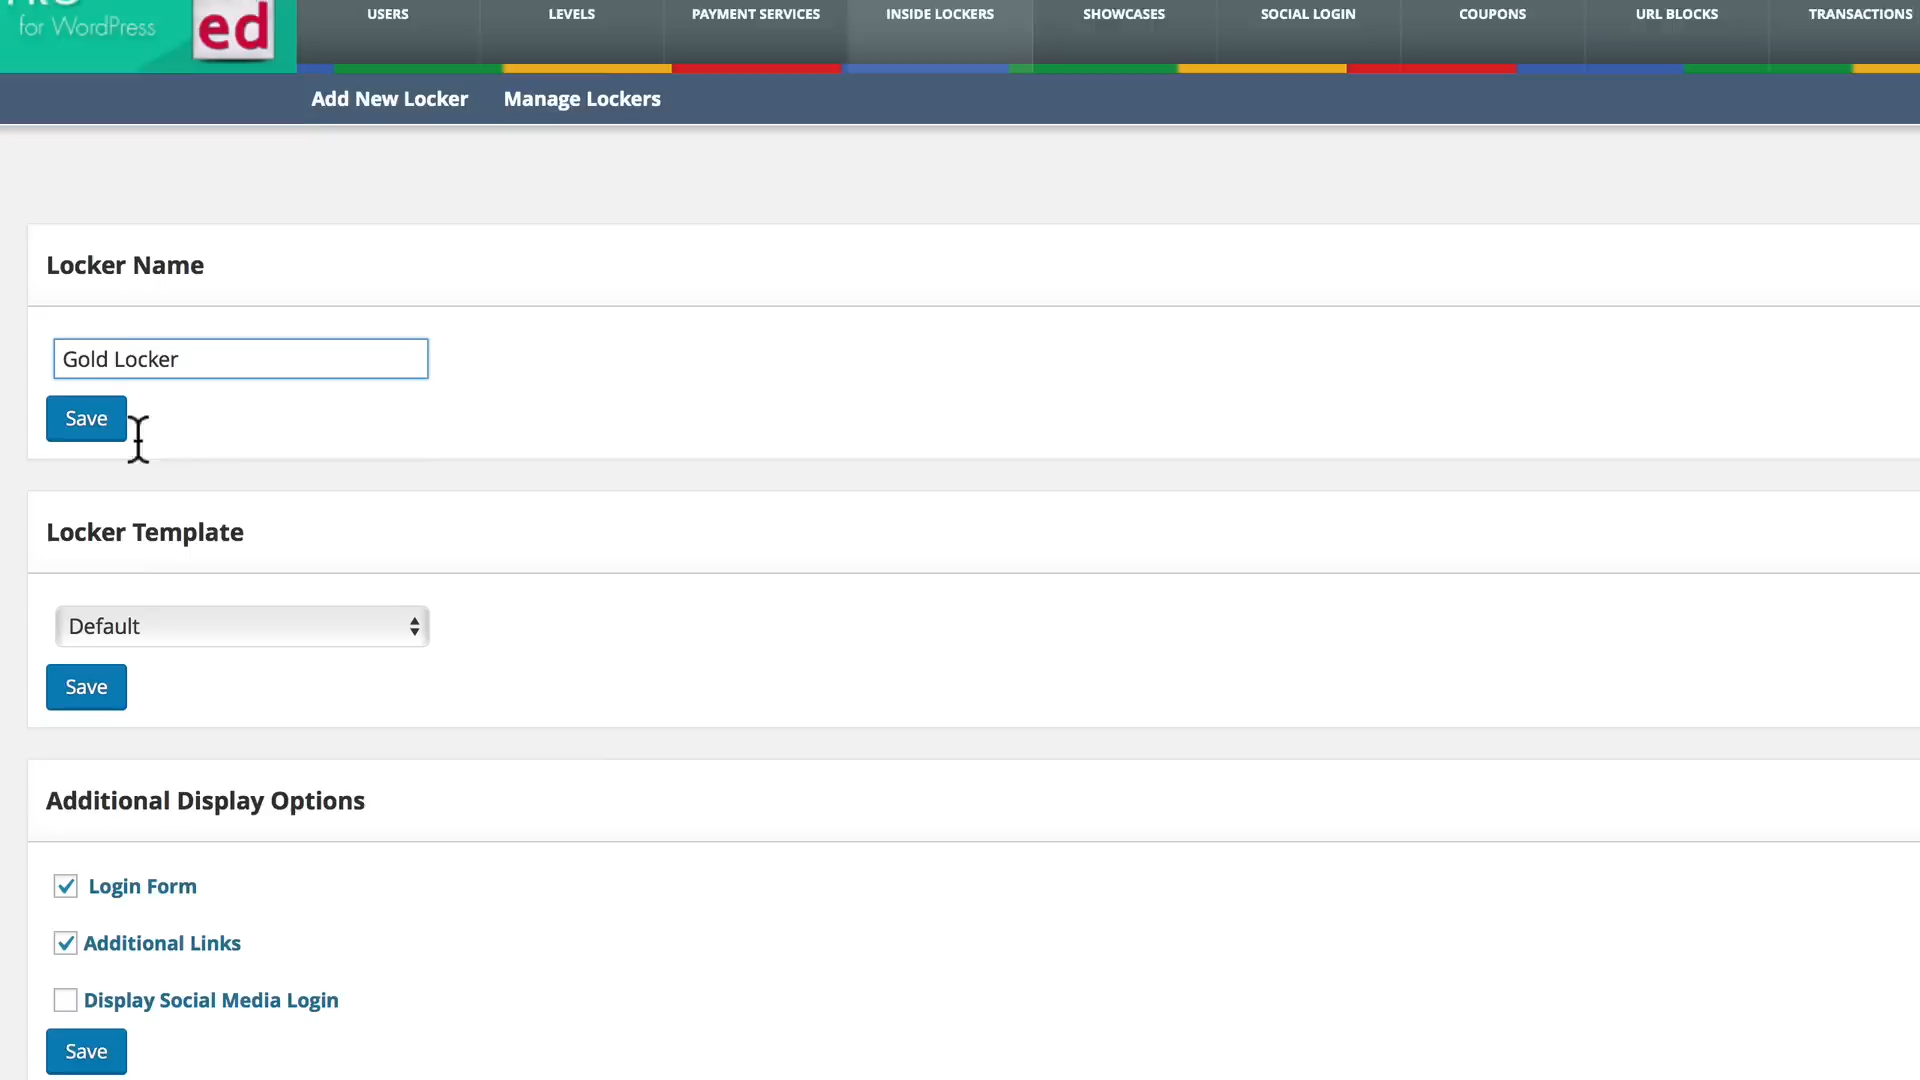 for WordPress
ed
USERS
LEVELS
PAYMENT SERVICES
INSIDE LOCKERS
SHOWCASES
SOCIAL LOGIN
COUPONS
URL BLOCKS
TRANSACTIONS
Add New Locker
Manage Lockers
Locker Name
Gold Locker
Save
Locker Template
Default
Save
Additional Display Options
Login Form
Additional Links
Display Social Media Login
Save